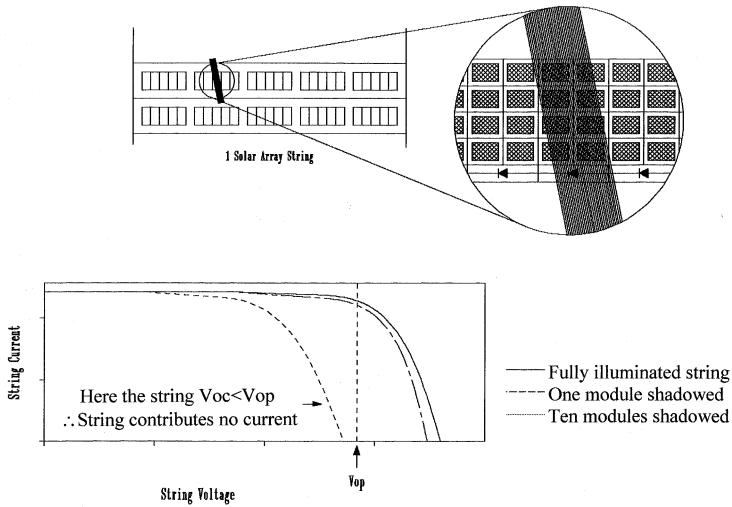 1 Solar Array String
String Current
Here the string Voc<Vop
∴String contributes no current
Fully illuminated string
One module shadowed
Ten modules shadowed
Vop
String Voltage